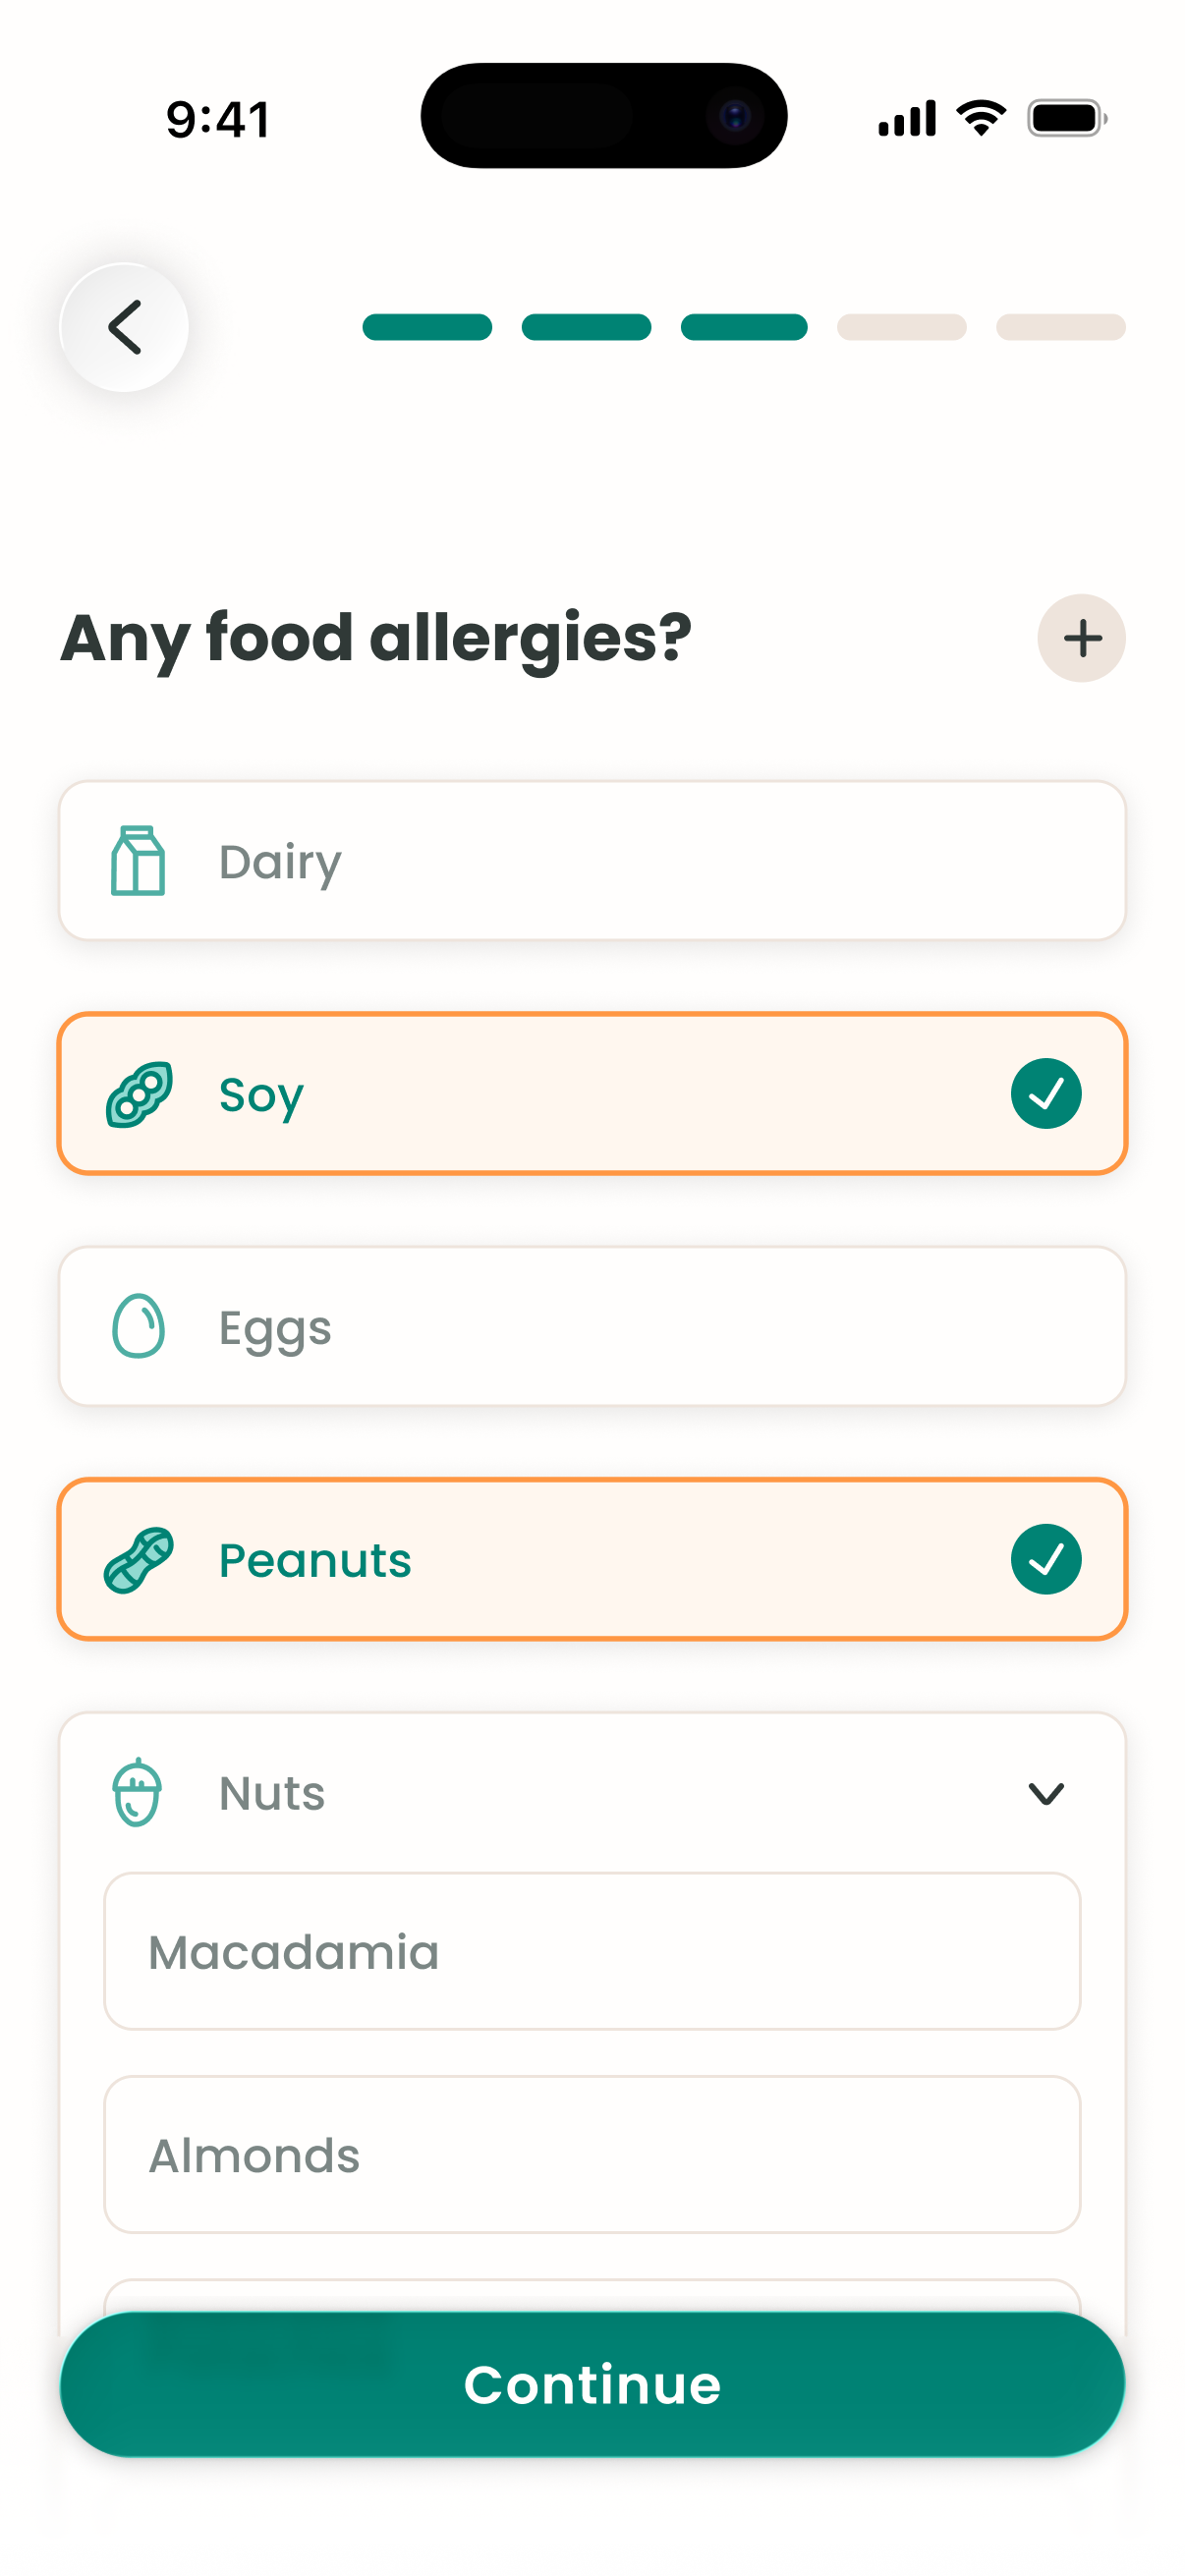 9:41
Any food allergies?
Dairy
Soy
Eggs
Peanuts
Nuts
Macadamia
Almonds
Continue